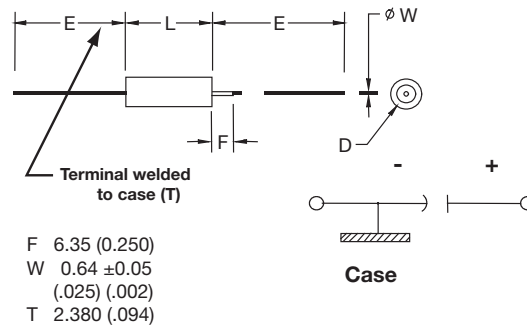 E L E ø W
F
D
Terminal welded
to case (T)
- +
F 6.35 (0.250)
W 0.64 ±0.05
(.025) (.002)
T 2.380 (.094)
Case